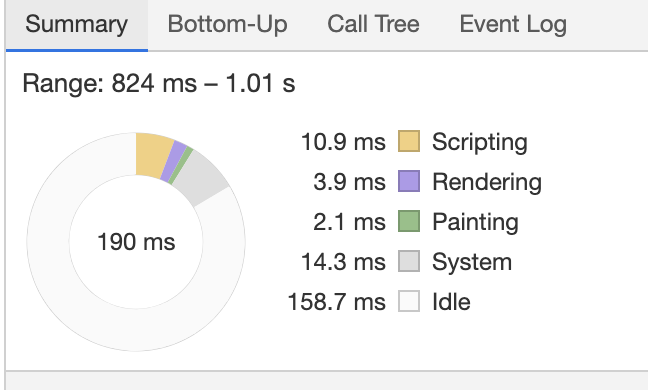 Summary Bottom-Up Call Tree Event Log
Range: 824 ms – 1.01 s
10.9 ms Scripting
3.9 ms Rendering
2.1 ms Painting
190 ms
14.3 ms System
158.7 ms Idle